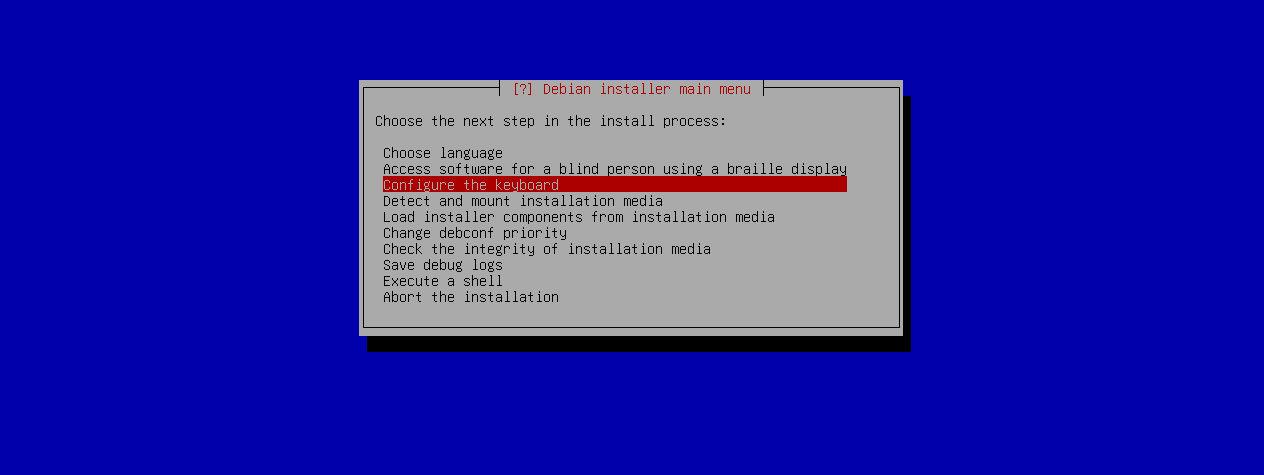 [?] Debian installer main menu
Choose the next step in the install process:
Choose language
Access software for a blind person using a braille display
Configure the keyboard
Detect and mount installation media
Load installer components from installation media
Change debconf priority
Check the integrity of installation media
Save debug logs
Execute a shell
Abort the installation